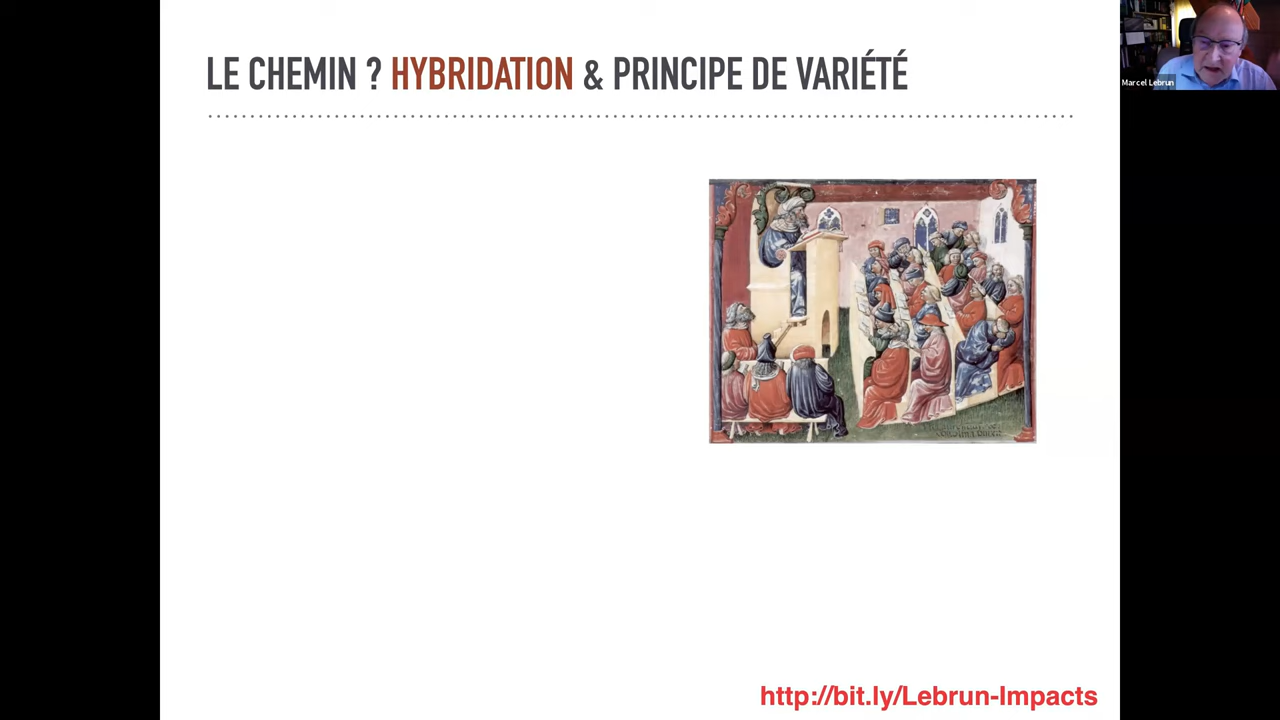 LE CHEMIN ? HYBRIDATION & PRINCIPE DE VARIÉTÉ
Marcel Lebrun
http://bit.ly/Lebrun-Impacts